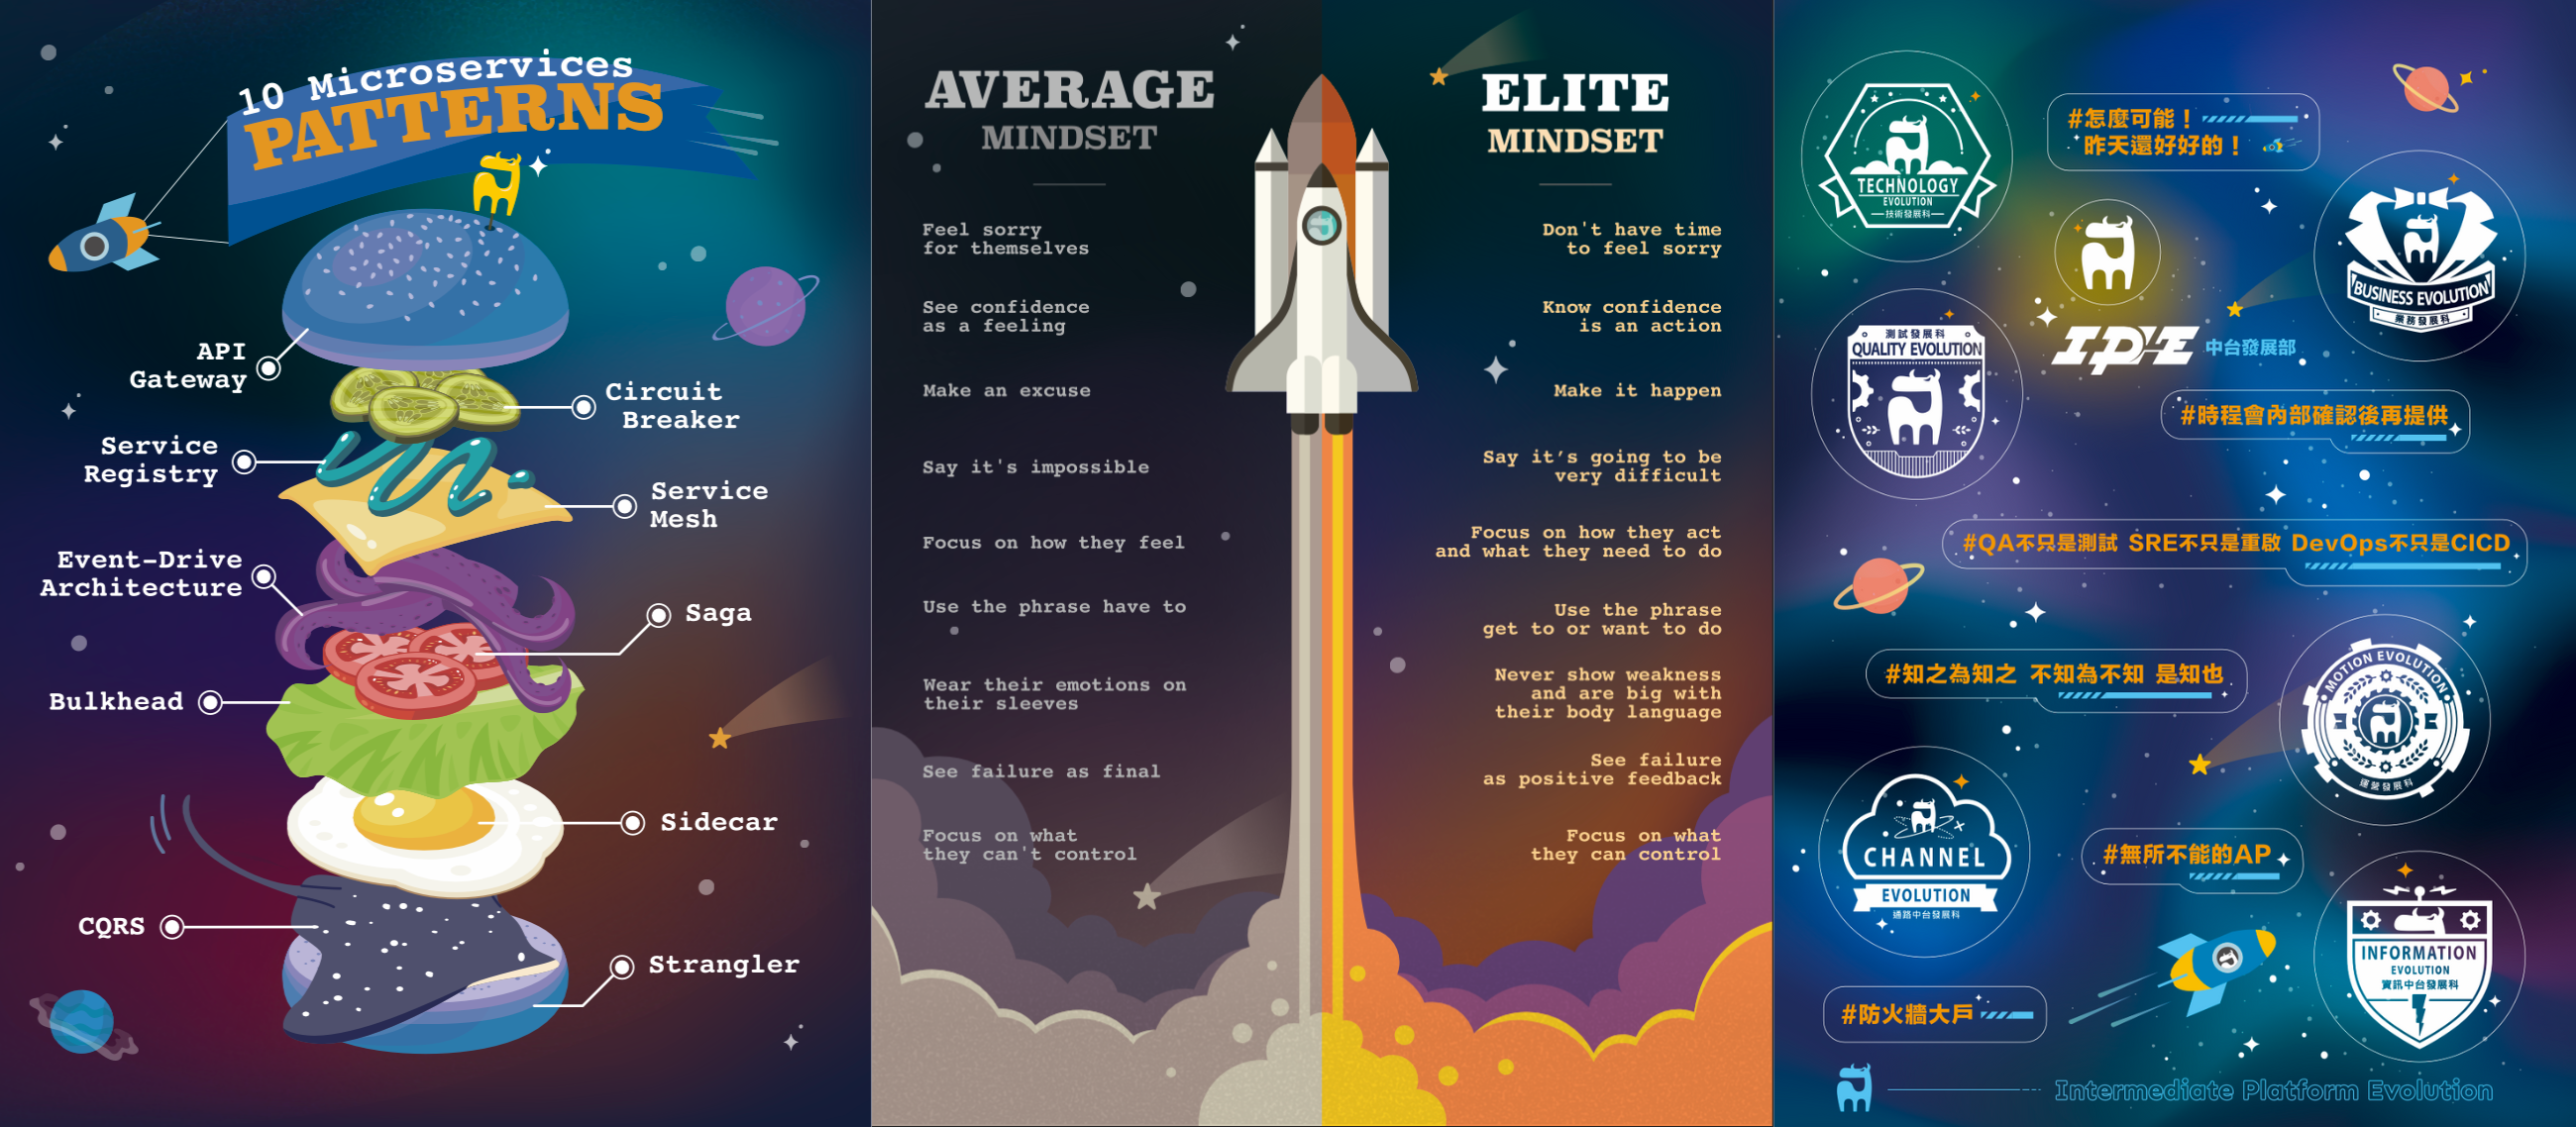 10 Microservices
PATTERNS
API
Gateway
Circuit
Breaker
Service
Registry
Service
Mesh
Event-Drive
Architecture
Saga
Bulkhead
Sidecar
CQRS
Strangler
AVERAGE
MINDSET
Feel sorry
for themselves
See confidence
as a feeling
Make an excuse
Say it's impossible
Focus on how they feel
Use the phrase have to
Wear their emotions on
their sleeves
See failure as final
Focus on what
they can't control
ELITE
MINDSET
Don't have time
to feel sorry
Know confidence
is an action
Make it happen
Say it’s going to be
very difficult
Focus on how they act
and what they need to do
Use the phrase
get to or want to do
Never show weakness
and are big with
their body language
See failure
as positive feedback
Focus on what
they can control
TECHNOLOGY
EVOLUTION
技術發展科
#怎麼可能！
昨天還好好的！
BUSINESS EVOLUTION
業務發展科
測試發展科
QUALITY EVOLUTION
IPE 中台發展部
#時程會內部確認後再提供
#QA不只是測試 SRE不只是重啟 DevOps不只是CICD
#知之為知之 不知為不知 是知也
MOTION EVOLUTION
運營發展科
CHANNEL
EVOLUTION
通路中台發展科
#無所不能的AP
INFORMATION
EVOLUTION
資訊中台發展科
#防火牆大戶
Intermediate Platform Evolution